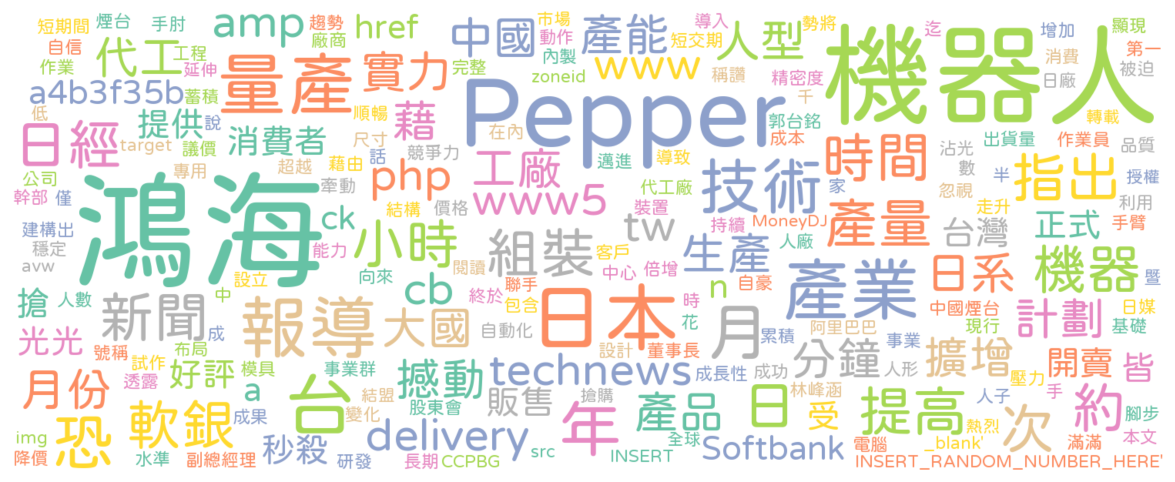 短期間 煙台 手肘 amp 趨勢 href 中國 產能 市場 導入 人型 迄 增加 顯現
自信 代工 廠商 動作 內製 短交期 機器人 消費 第一
作業 工程 延伸 量產 實力 完整 zoneid www 稱讚 精密度 日廠 被迫
a4b3f35b 蓄積 順暢 Pepper 千 轉載
低 提供 說 尺寸 藉 在內 郭台銘 成本 出貨量 作業員 品質
日經 target 議價 消費者 競爭力 邁進 導致 時間 沾光 指出
公司 專用 超越 藉由 話 php 工廠 代工廠 技術 家 數 半 授權
幹部 僅 鴻海 牽動 價格 www5 裝置 MoneyDJ 產量 忽視 利用
建構出 ck 結構 tw 持續 走升 正式 手臂
穩定 能力 小時 組裝 客戶 生產 人廠 台灣
avw 設立 向來 閱讀 中心 倍增 產業 日系 機器 暨
搶 人數 中 cb 終於 聯手 包含 n 自豪 時 中國煙台 日媒
新聞 成 報導 大國 自動化 日本 花 月 累積 阿里巴巴 現行 計劃 基礎
光光 號稱 布局 設計 董事長 事業 分鐘 擴增
試作 模具 事業群 撼動 technews 成長性 成功 人形 開賣 皆
月份 透露 好評 a 台 結盟 股東會 販售 搶購 林峰涵 壓力 人子 手
恐 軟銀 成果 變化 年 產品 日 受 提高 次 約 腳步
img 秒殺 delivery 全球 Softbank 熱烈 _blank' 本文
降價 水準 副總經理 研發 長期 CCPBG src INSERT 電腦 滿滿
INSERT_RANDOM_NUMBER_HERE'